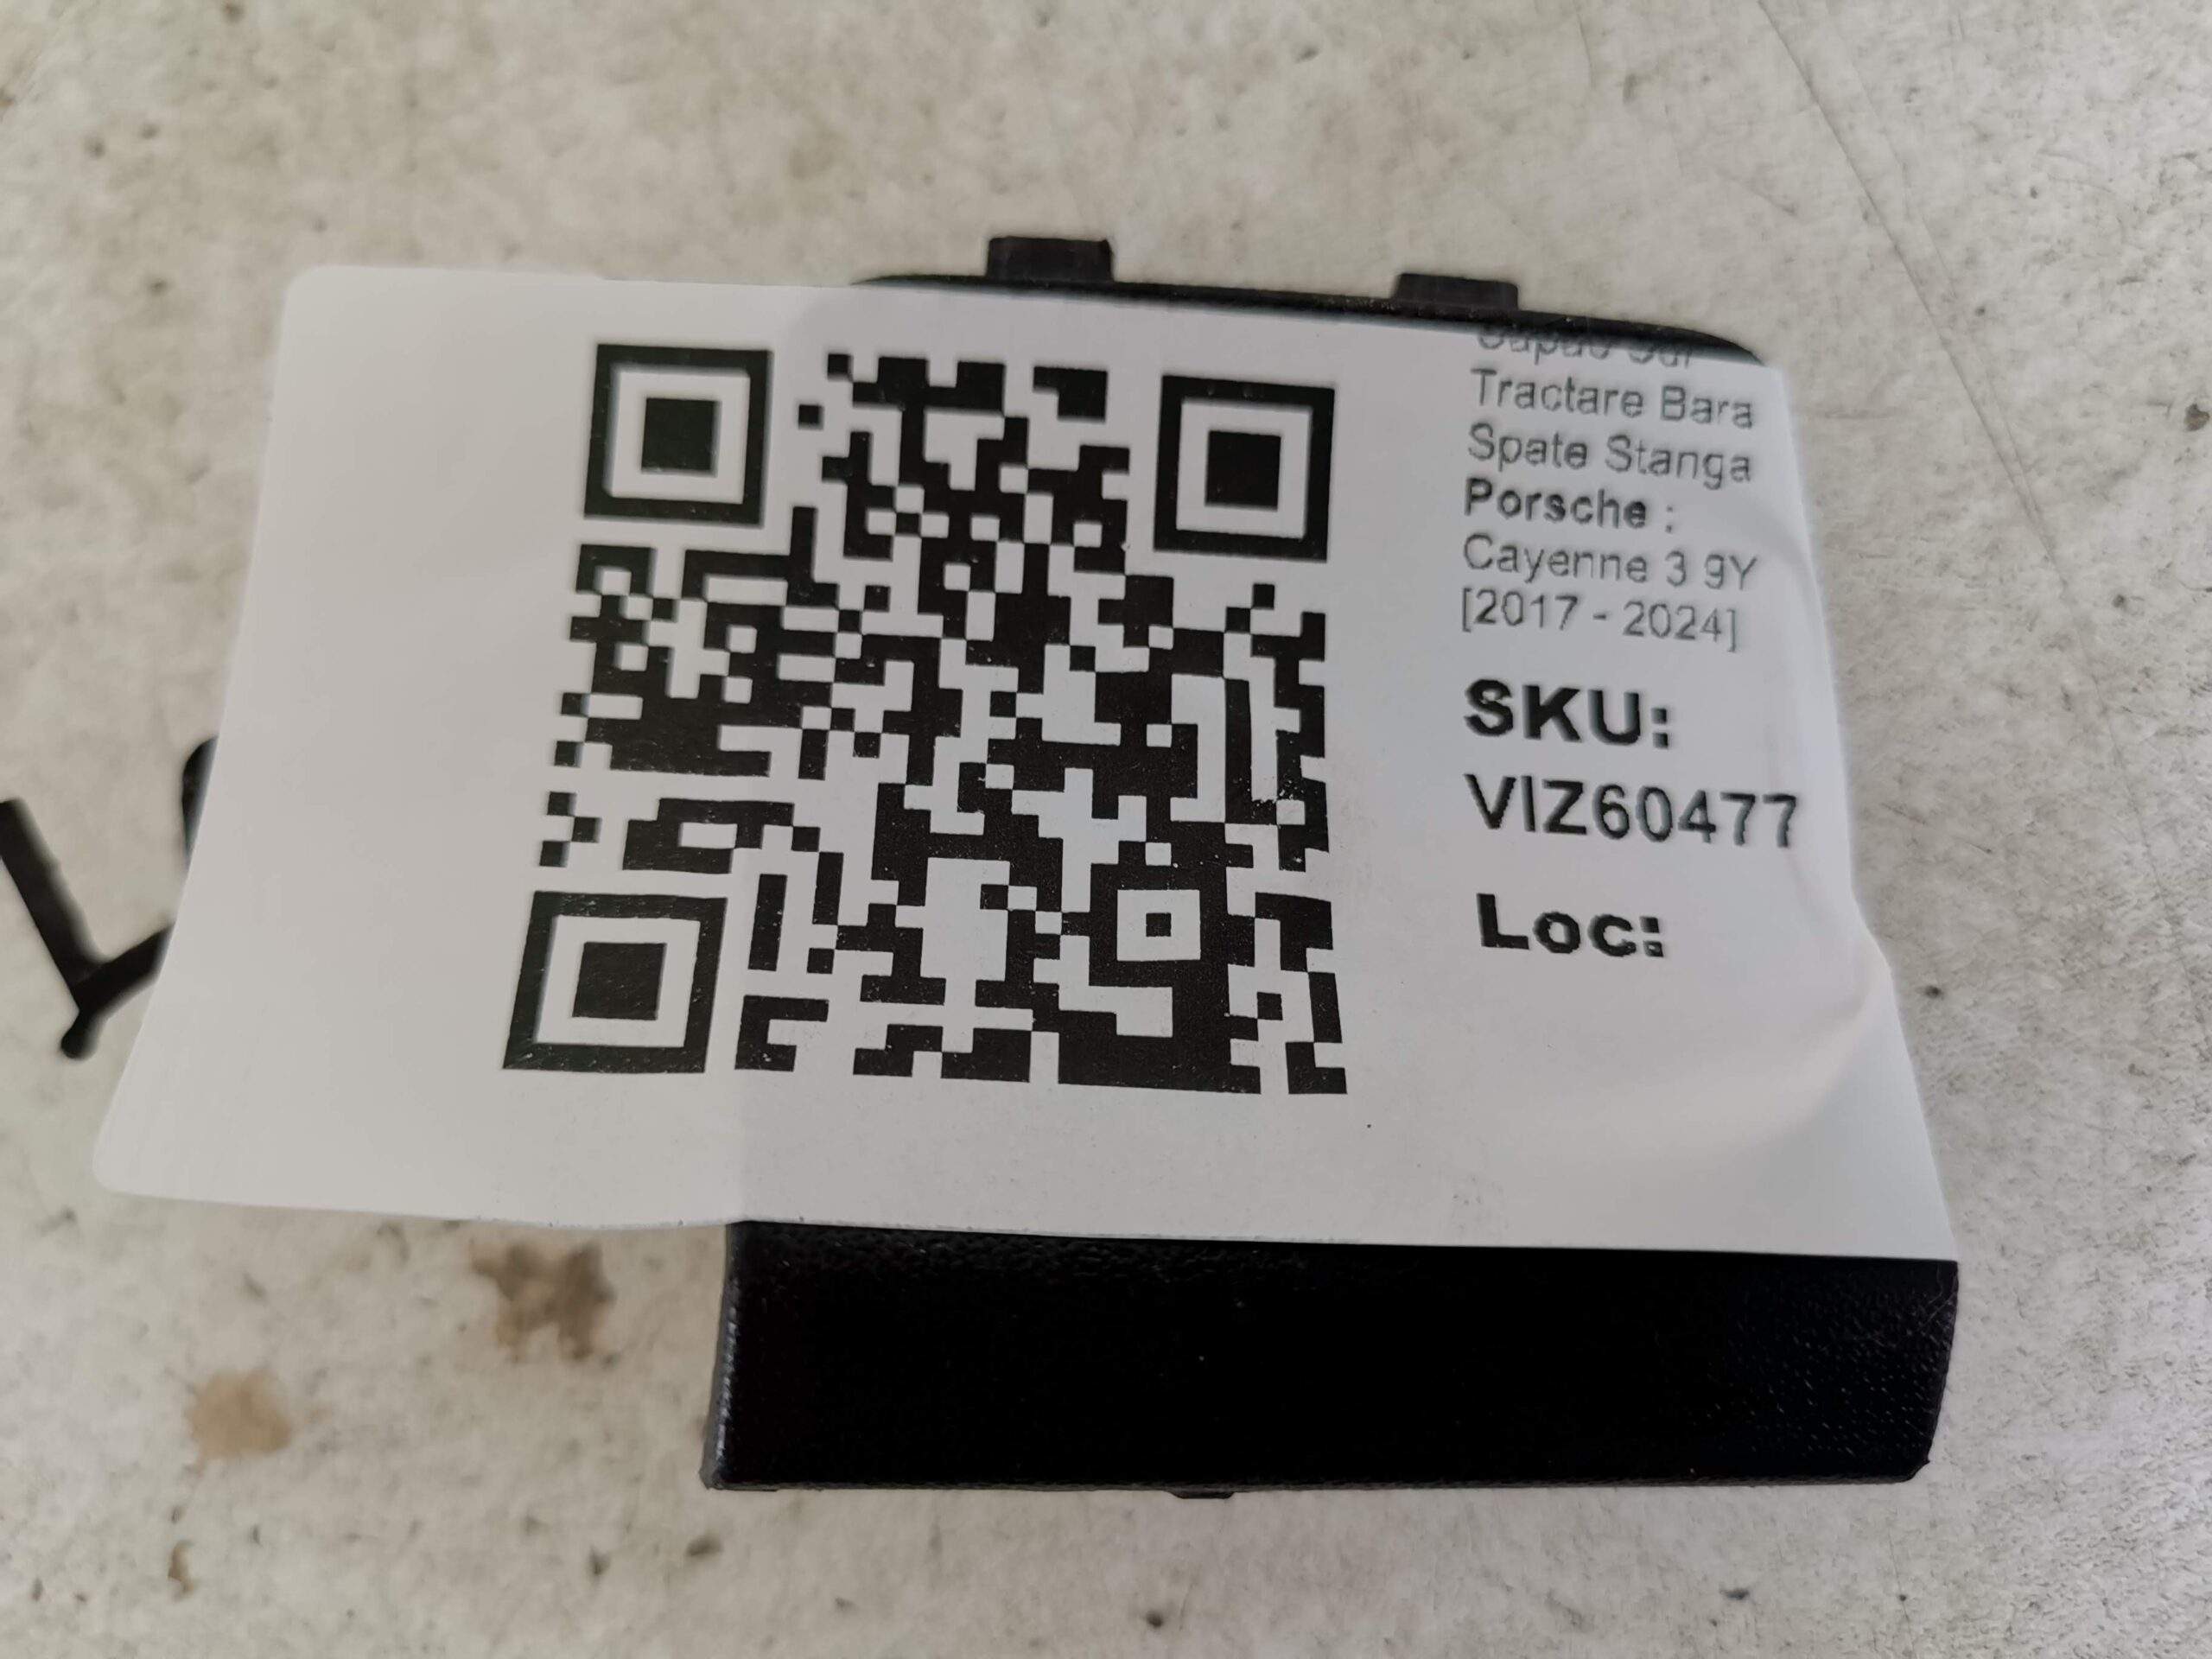 Tractare Bara
Spate Stanga
Porsche :
Cayenne 3 9Y
[2017 - 2024]
SKU:
VIZ60477
Loc: